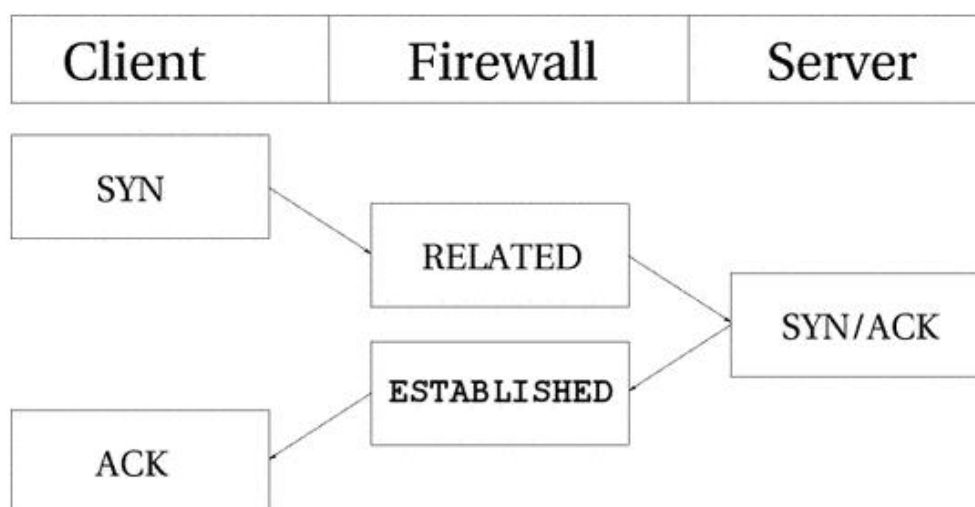 Client Firewall Server
SYN
RELATED
SYN/ACK
ESTABLISHED
ACK